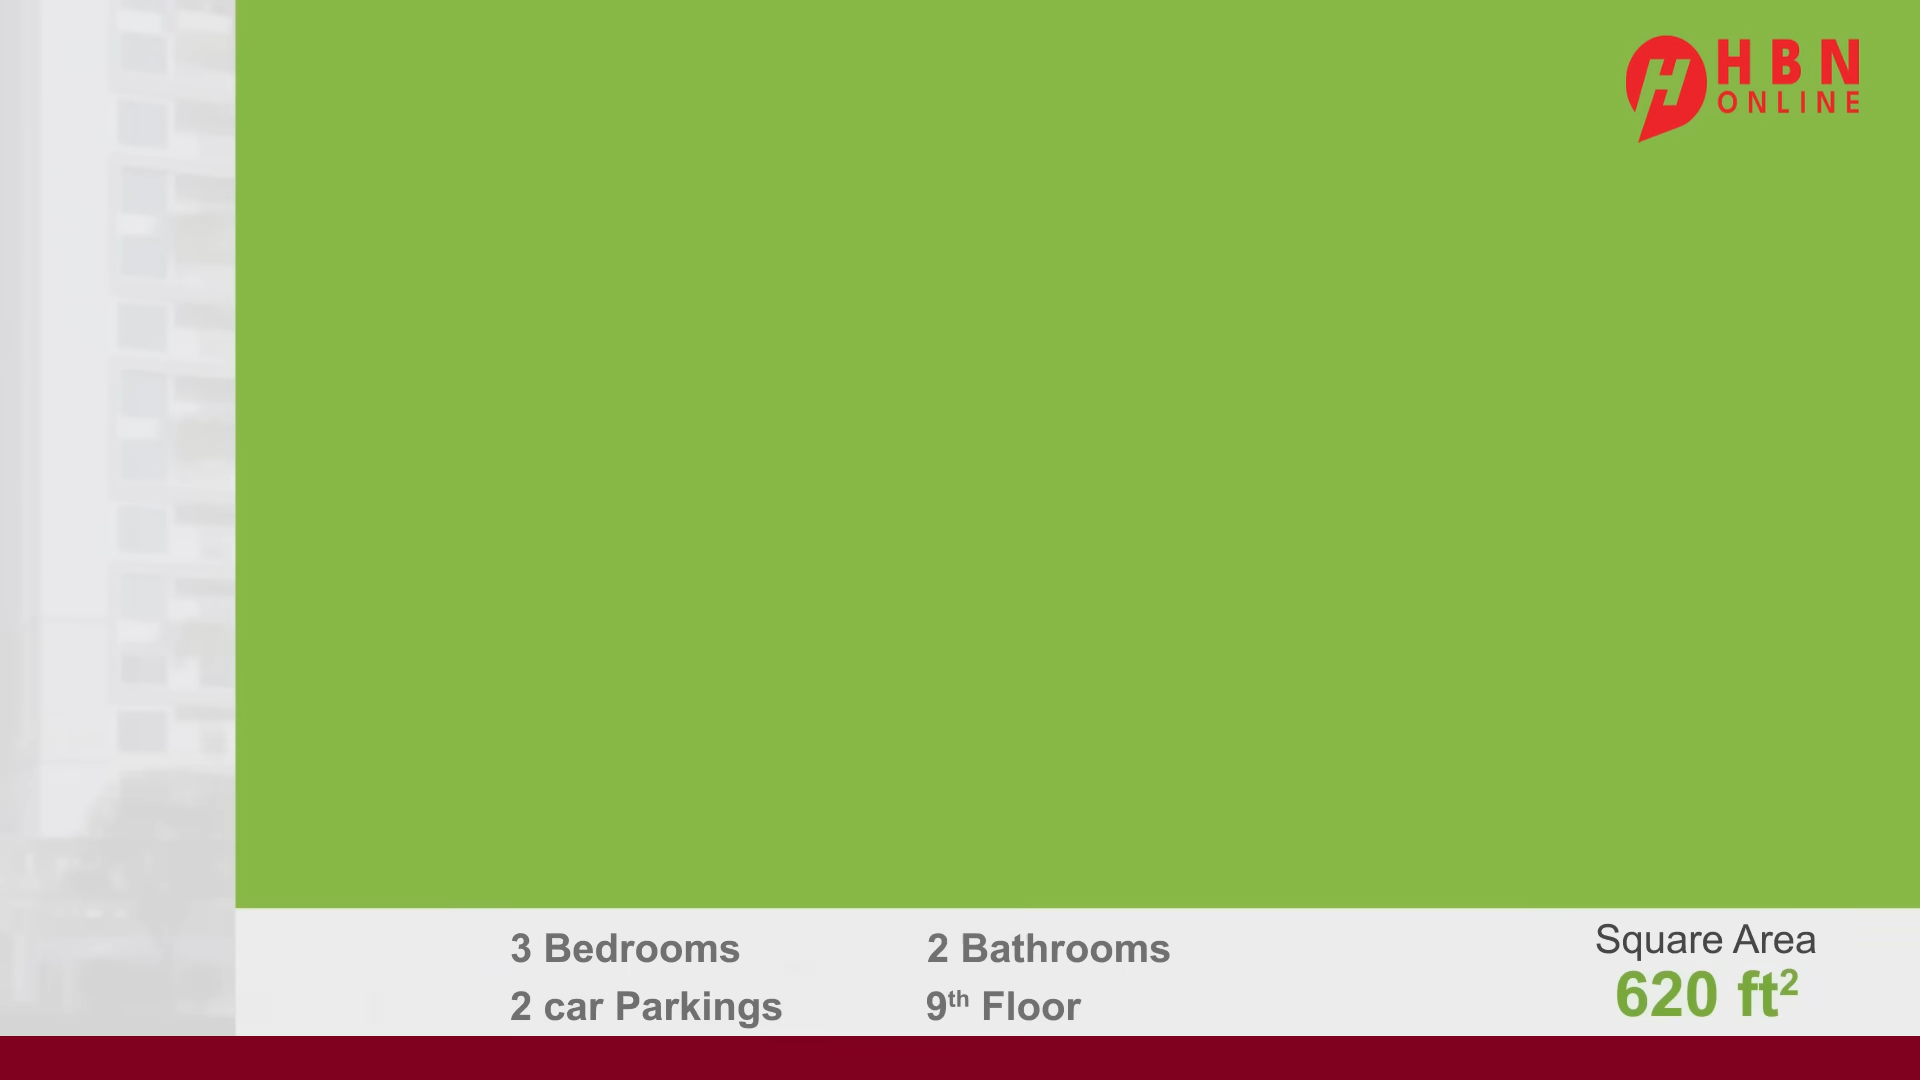 HBN
ONLINE
3 Bedrooms
2 Bathrooms
2 car Parkings
9th Floor
Square Area
620 ft²